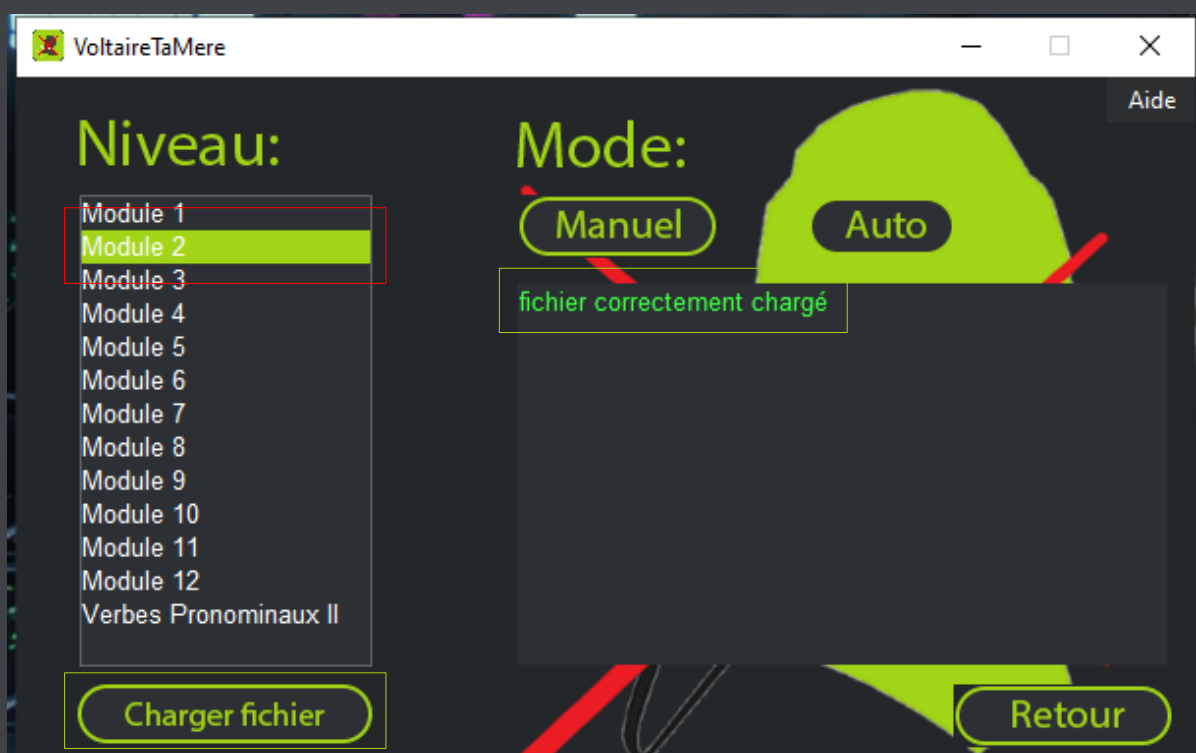 VoltaireTaMere
Aide
Niveau:
Module 1
Module 2
Module 3
Module 4
Module 5
Module 6
Module 7
Module 8
Module 9
Module 10
Module 11
Module 12
Verbes Pronominaux II
Charger fichier
Mode:
Manuel
Auto
fichier correctement chargé
Retour